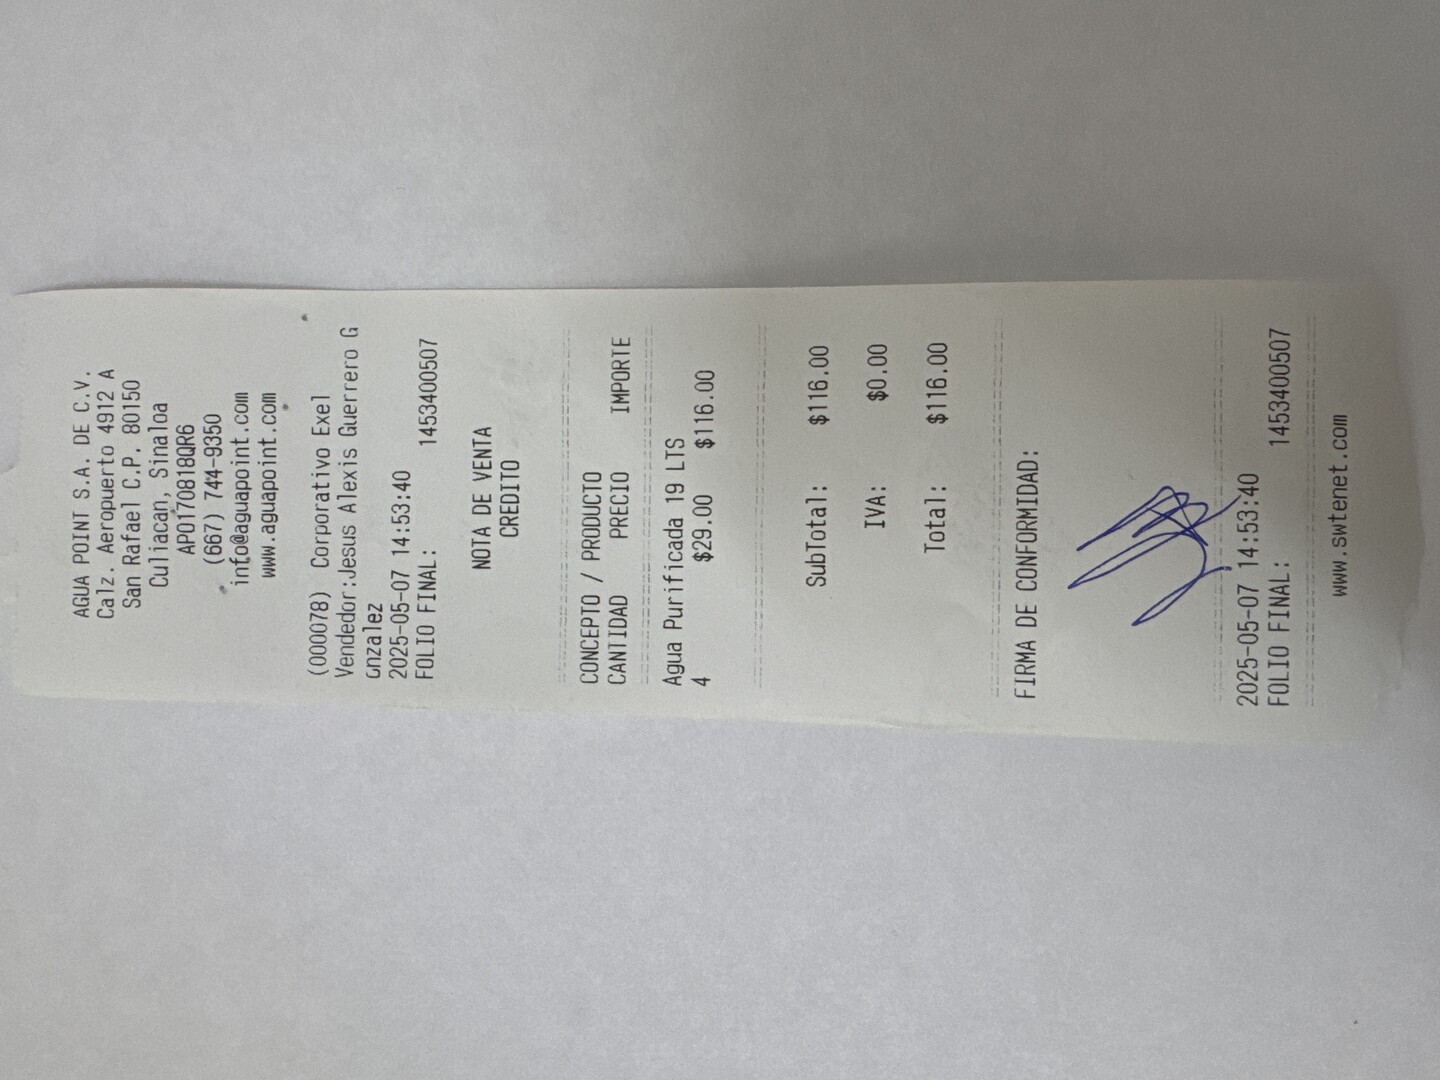 AGUA POINT S.A. DE C.V.
Calz. Aeropuerto 4912 A
San Rafael C.P. 80150
Culiacan, Sinaloa
APO170818QR6
(667) 744-9350
info@aguapoint.com
www.aguapoint.com
(000078) Corporativo Exel
Vendedor:Jesus Alexis Guerrero G
onzalez
2025-05-07 14:53:40
FOLIO FINAL: 1453400507
NOTA DE VENTA
CREDITO
CONCEPTO / PRODUCTO
CANTIDAD PRECIO IMPORTE
Agua Purificada 19 LTS
4 $29.00 $116.00
SubTotal: $116.00
IVA: $0.00
Total: $116.00
FIRMA DE CONFORMIDAD:
2025-05-07 14:53:40
FOLIO FINAL: 1453400507
www.swtenet.com